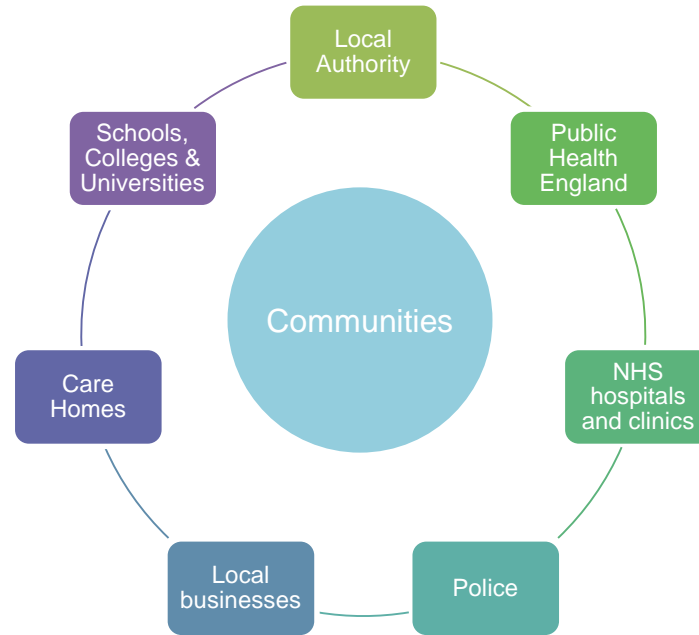 Local
Authority
Public
Health
England
NHS
hospitals
and clinics
Police
Local
businesses
Care
Homes
Schools,
Colleges &
Universities
Communities